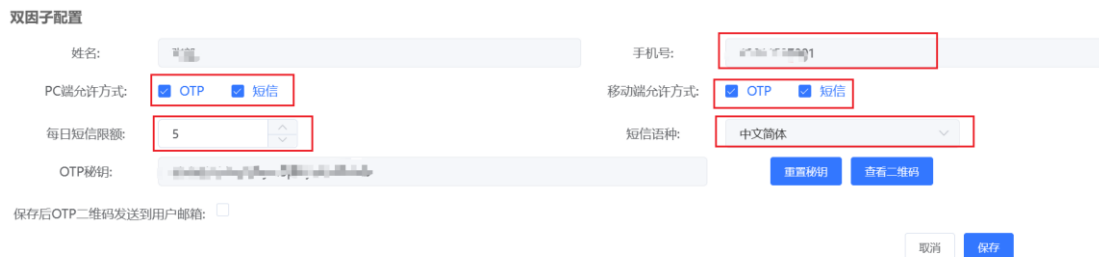 双因子配置
姓名: 手机号:
PC端允许方式: OTP 短信 移动端允许方式: OTP 短信
每日短信限额: 5 短信语种: 中文简体
OTP秘钥: 重置秘钥 查看二维码
保存后OTP二维码发送到用户邮箱:
取消 保存